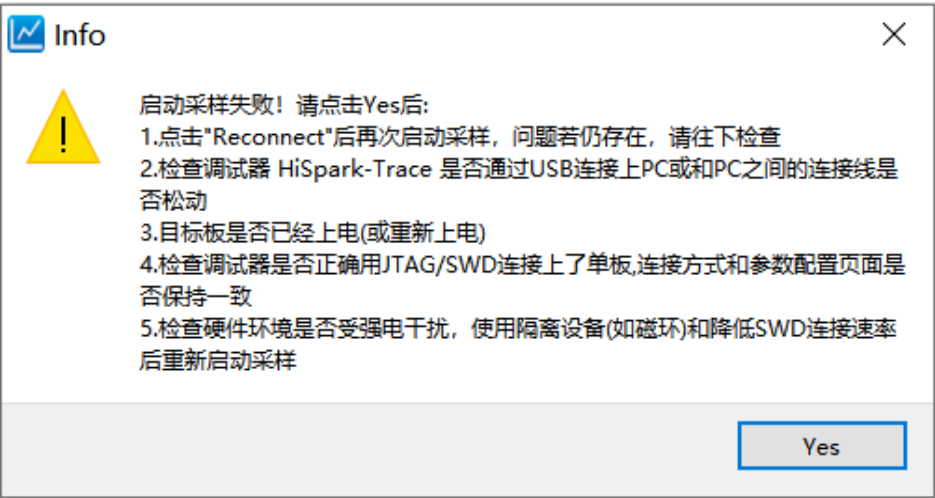 Info
启动采样失败！请点击Yes后:
1.点击"Reconnect"后再次启动采样，问题若仍存在，请往下检查
2.检查调试器 HiSpark-Trace 是否通过USB连接上PC或和PC之间的连接线是
否松动
3.目标板是否已经上电(或重新上电)
4.检查调试器是否正确用JTAG/SWD连接上了单板,连接方式和参数配置页面是
否保持一致
5.检查硬件环境是否受强电干扰，使用隔离设备(如磁环)和降低SWD连接速率
后重新启动采样
Yes